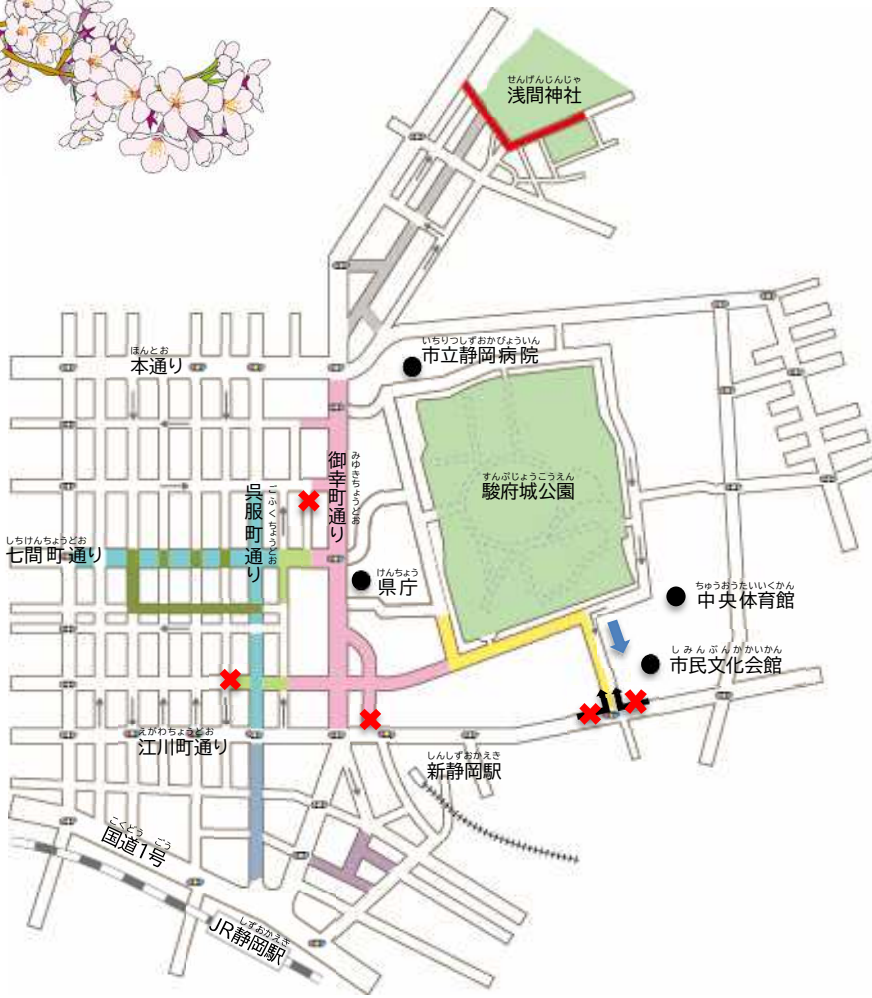 せんげんじんじゃ
浅間神社
いちりつしずおかびょういん
市立静岡病院
ほんとお
本通り
みゆきちょうどお
御幸町通り
ごふくちょうどお
呉服町通り
すんぷじょうこうえん
駿府城公園
しちけんちょうどお
七間町通り
けんちょう
県庁
ちゅうおうたいいくかん
中央体育館
しみんぶんかかいかん
市民文化会館
えがわちょうどお
江川町通り
しんしずおかえき
新静岡駅
こくどう ごう
国道1号
しずおかえき
JR静岡駅